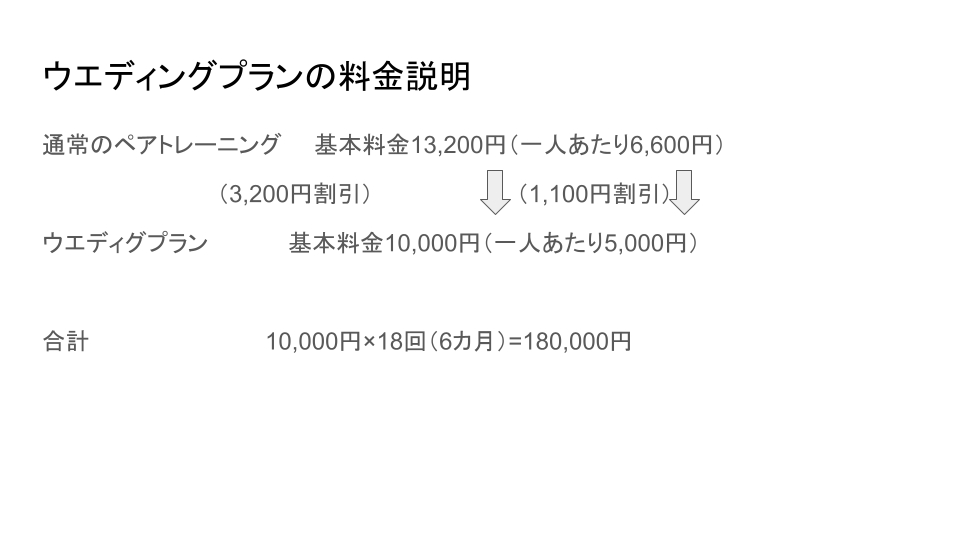 ウエディングプランの料金説明
通常のペアトレーニング 基本料金13,200円（一人あたり6,600円）
（3,200円割引） （1,100円割引）
ウエディグプラン 基本料金10,000円（一人あたり5,000円）
合計 10,000円×18回（6カ月）=180,000円